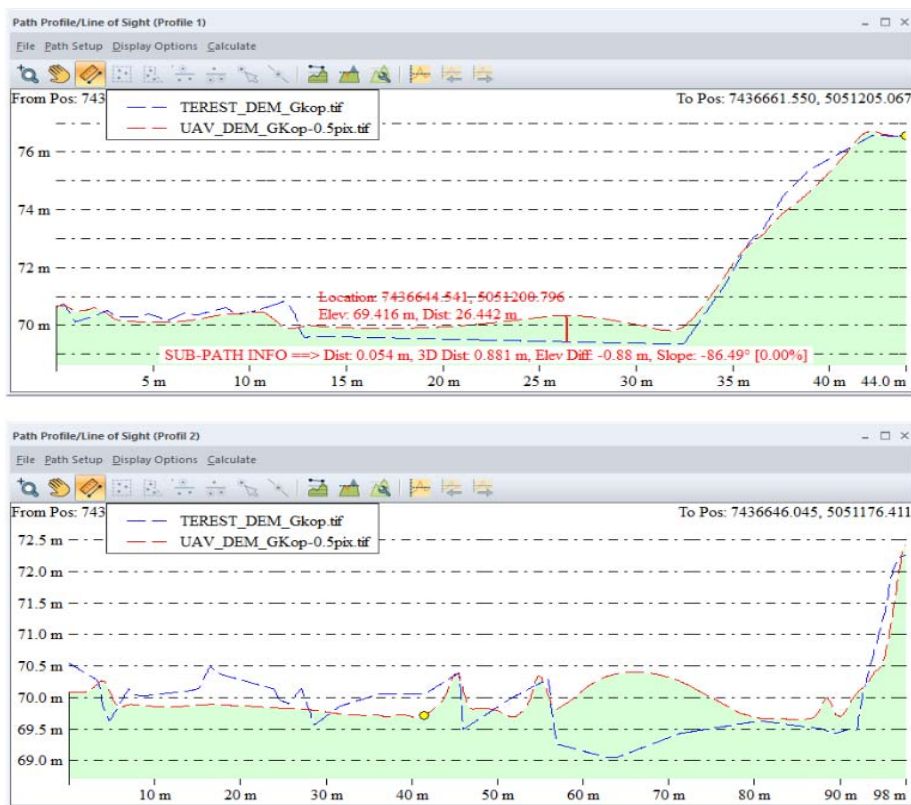 Path Profile/Line of Sight (Profile 1)
File Path Setup Display Options Calculate
From Pos: 743
To Pos: 7436661.550, 5051205.067
TEREST_DEM_Gkop.tif
UAV_DEM_GKop-0.5pix.tif
76 m
74 m
72 m
70 m
Location: 7436644.541, 5051200.796
Elev: 69.416 m, Dist: 26.442 m
SUB-PATH INFO ==> Dist: 0.054 m, 3D Dist: 0.881 m, Elev Diff: -0.88 m, Slope: -86.49° [0.00%]
5 m 10 m 15 m 20 m 25 m 30 m 35 m 40 m 44.0 m
Path Profile/Line of Sight (Profil 2)
File Path Setup Display Options Calculate
From Pos: 743
To Pos: 7436646.045, 5051176.411
TEREST_DEM_Gkop.tif
UAV_DEM_GKop-0.5pix.tif
72.5 m
72.0 m
71.5 m
71.0 m
70.5 m
70.0 m
69.5 m
69.0 m
10 m 20 m 30 m 40 m 50 m 60 m 70 m 80 m 90 m 98 m